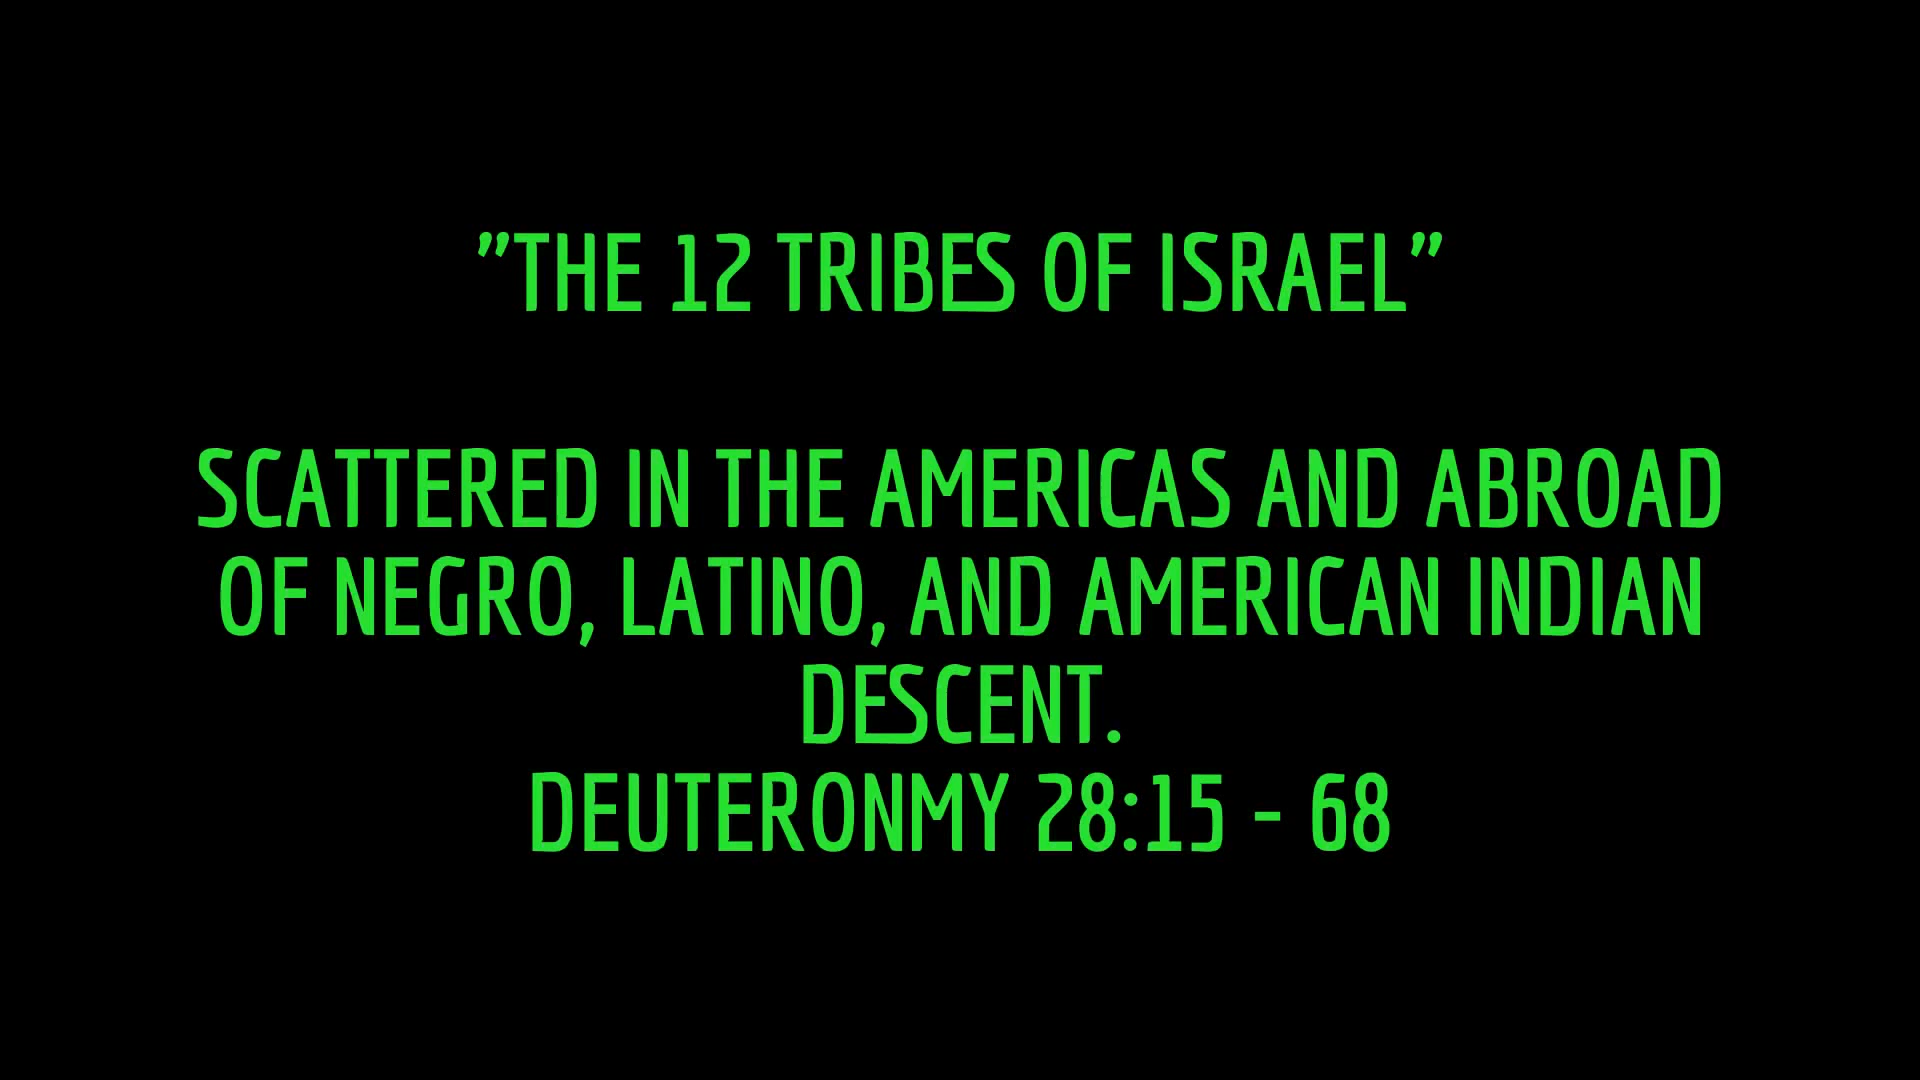 "THE 12 TRIBES OF ISRAEL"
SCATTERED IN THE AMERICAS AND ABROAD
OF NEGRO, LATINO, AND AMERICAN INDIAN
DESCENT.
DEUTERONMY 28:15 - 68